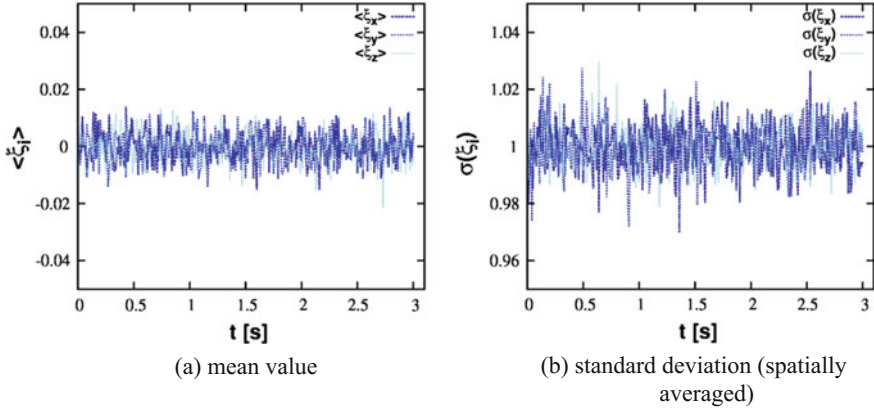 0.04
0.02
0
-0.02
-0.04
<ξi>
<ξx>
<ξy>
<ξz>
0 0.5 1 1.5 2 2.5 3
t [s]
(a) mean value
1.04
1.02
1
0.98
0.96
σ(ξi)
σ(ξx)
σ(ξy)
σ(ξz)
0 0.5 1 1.5 2 2.5 3
t [s]
(b) standard deviation (spatially
averaged)